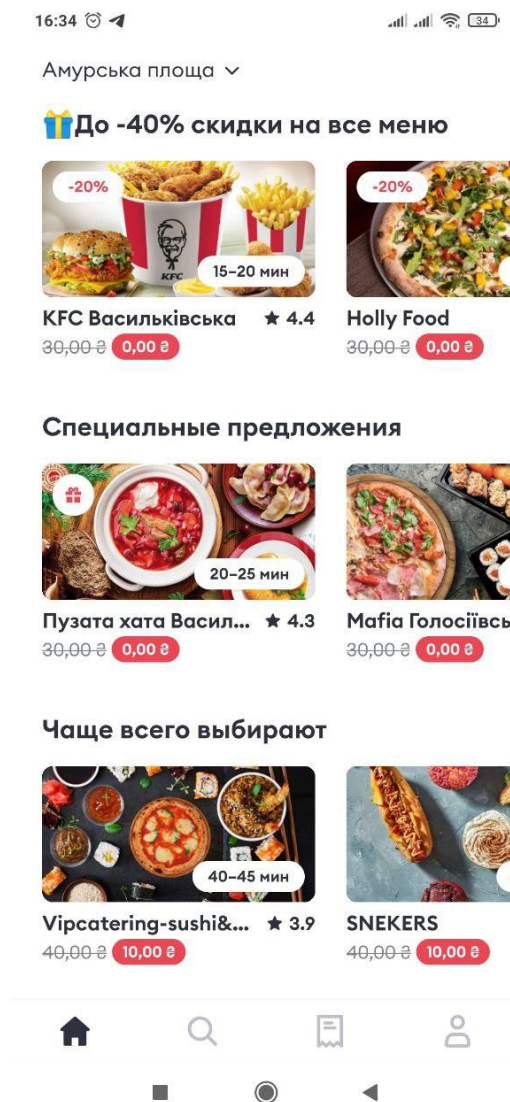 16:34
34
Амурська площа
До -40% скидки на все меню
-20%
-20%
KFC
15–20 мин
KFC Васильківська ★ 4.4
Holly Food
30,00 ₴ 0,00 ₴
30,00 ₴ 0,00 ₴
Специальные предложения
20–25 мин
Пузата хата Васил... ★ 4.3
Mafia Голосіївсь
30,00 ₴ 0,00 ₴
30,00 ₴ 0,00 ₴
Чаще всего выбирают
40–45 мин
Vipcatering-sushi&... ★ 3.9
SNEKERS
40,00 ₴ 10,00 ₴
40,00 ₴ 10,00 ₴